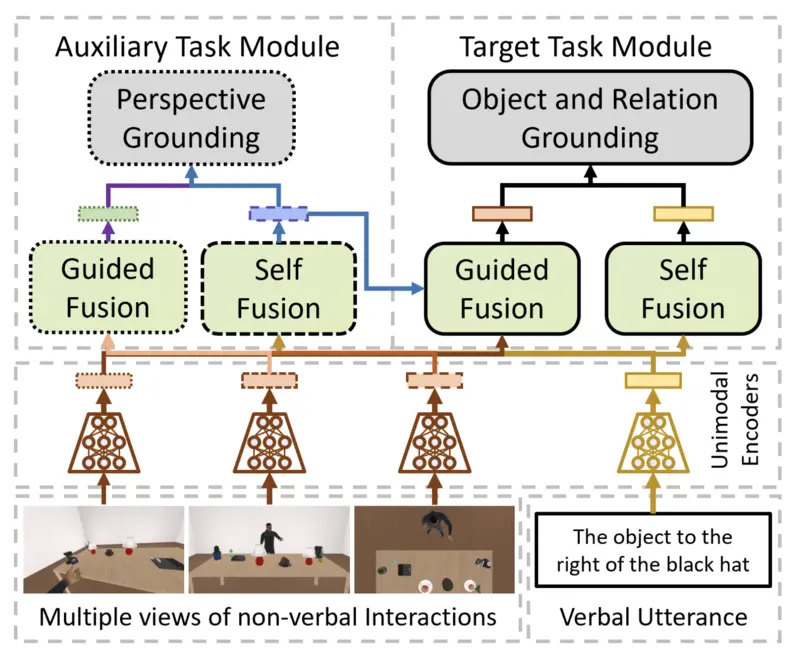 Auxiliary Task Module
Target Task Module
Perspective
Grounding
Object and Relation
Grounding
Guided
Fusion
Self
Fusion
Guided
Fusion
Self
Fusion
Unimodal
Encoders
The object to the
right of the black hat
Multiple views of non-verbal Interactions
Verbal Utterance